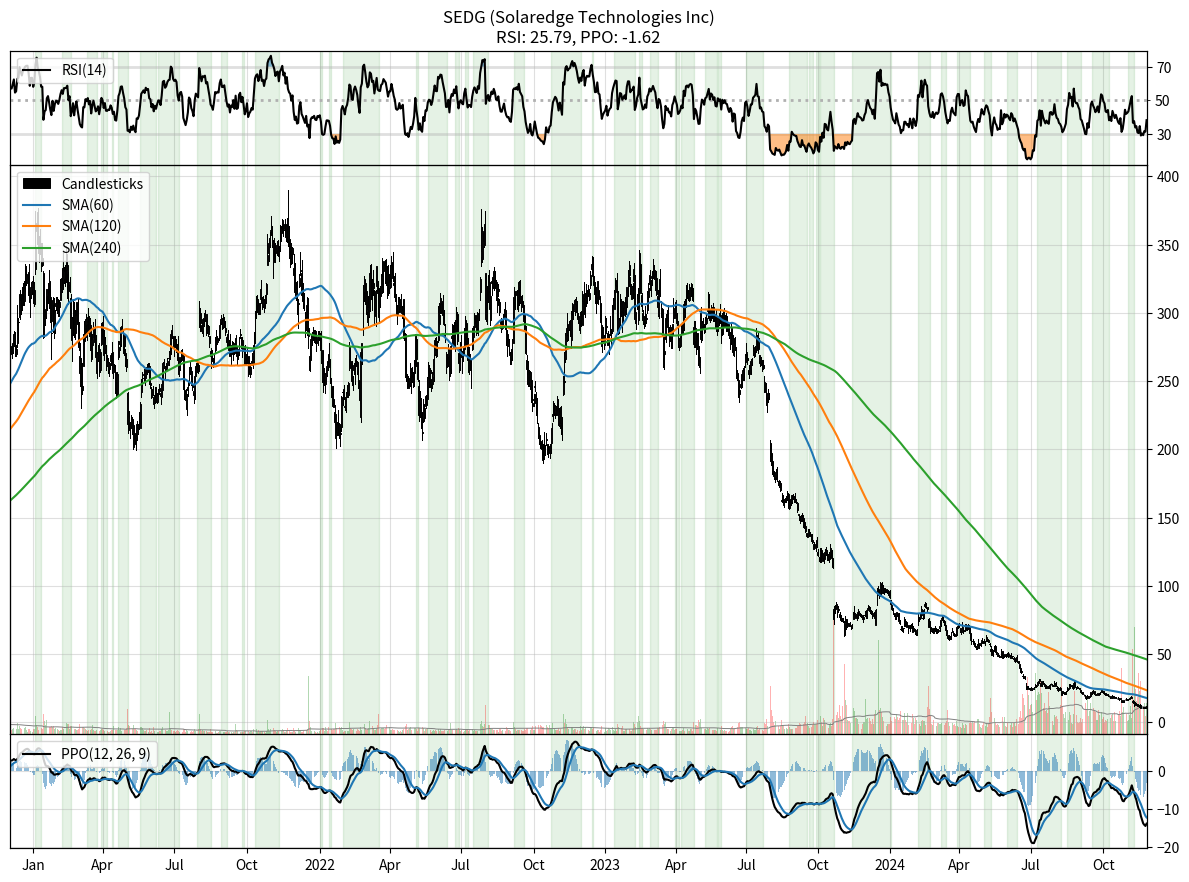 SEDG (Solaredge Technologies Inc)
RSI: 25.79, PPO: -1.62
RSI(14)
70
50
30
Candlesticks
SMA(60)
SMA(120)
SMA(240)
400
350
300
250
200
150
100
50
0
PPO(12, 26, 9)
0
−10
−20
Jan Apr Jul Oct 2022 Apr Jul Oct 2023 Apr Jul Oct 2024 Apr Jul Oct